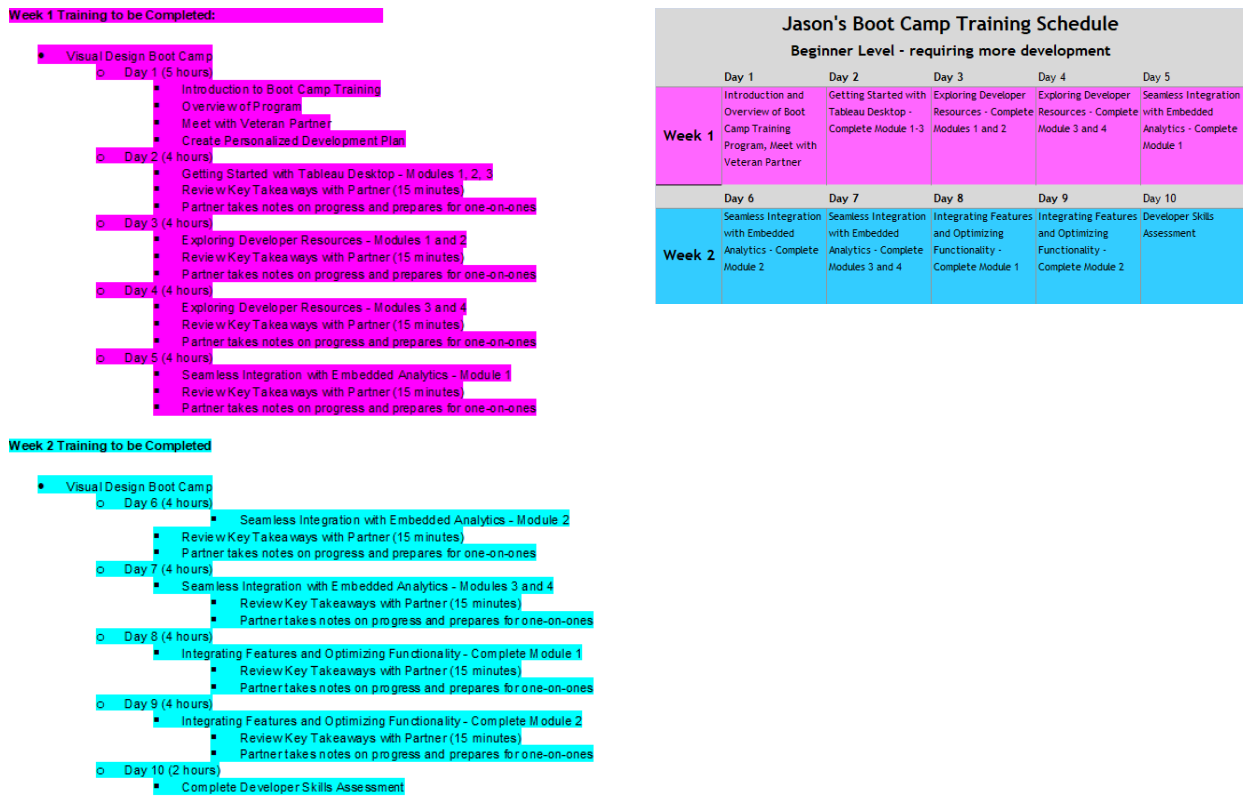 Week 1 Training to be Completed:
• Visual Design Boot Camp
o Day 1 (5 hours)
▪ Introduction to Boot Camp Training
▪ Overview of Program
▪ Meet with Veteran Partner
▪ Create Personalized Development Plan
o Day 2 (4 hours)
▪ Getting Started with Tableau Desktop - Modules 1, 2, 3
▪ Review Key Takeaways with Partner (15 minutes)
▪ Partner takes notes on progress and prepares for one-on-ones
o Day 3 (4 hours)
▪ Exploring Developer Resources - Modules 1 and 2
▪ Review Key Takeaways with Partner (15 minutes)
▪ Partner takes notes on progress and prepares for one-on-ones
o Day 4 (4 hours)
▪ Exploring Developer Resources - Modules 3 and 4
▪ Review Key Takeaways with Partner (15 minutes)
▪ Partner takes notes on progress and prepares for one-on-ones
o Day 5 (4 hours)
▪ Seamless Integration with Embedded Analytics - Module 1
▪ Review Key Takeaways with Partner (15 minutes)
▪ Partner takes notes on progress and prepares for one-on-ones
Week 2 Training to be Completed
• Visual Design Boot Camp
o Day 6 (4 hours)
▪ Seamless Integration with Embedded Analytics - Module 2
▪ Review Key Takeaways with Partner (15 minutes)
▪ Partner takes notes on progress and prepares for one-on-ones
o Day 7 (4 hours)
▪ Seamless Integration with Embedded Analytics - Modules 3 and 4
▪ Review Key Takeaways with Partner (15 minutes)
▪ Partner takes notes on progress and prepares for one-on-ones
o Day 8 (4 hours)
▪ Integrating Features and Optimizing Functionality - Complete Module 1
▪ Review Key Takeaways with Partner (15 minutes)
▪ Partner takes notes on progress and prepares for one-on-ones
o Day 9 (4 hours)
▪ Integrating Features and Optimizing Functionality - Complete Module 2
▪ Review Key Takeaways with Partner (15 minutes)
▪ Partner takes notes on progress and prepares for one-on-ones
o Day 10 (2 hours)
▪ Complete Developer Skills Assessment
Jason's Boot Camp Training Schedule
Beginner Level - requiring more development
Day 1 Day 2 Day 3 Day 4 Day 5
Week 1
Introduction and
Overview of Boot
Camp Training
Program, Meet with
Veteran Partner
Getting Started with
Tableau Desktop -
Complete Module 1-3
Exploring Developer
Resources - Complete
Modules 1 and 2
Exploring Developer
Resources - Complete
Module 3 and 4
Seamless Integration
with Embedded
Analytics - Complete
Module 1
Day 6 Day 7 Day 8 Day 9 Day 10
Week 2
Seamless Integration
with Embedded
Analytics - Complete
Module 2
Seamless Integration
with Embedded
Analytics - Complete
Modules 3 and 4
Integrating Features
and Optimizing
Functionality -
Complete Module 1
Integrating Features
and Optimizing
Functionality -
Complete Module 2
Developer Skills
Assessment